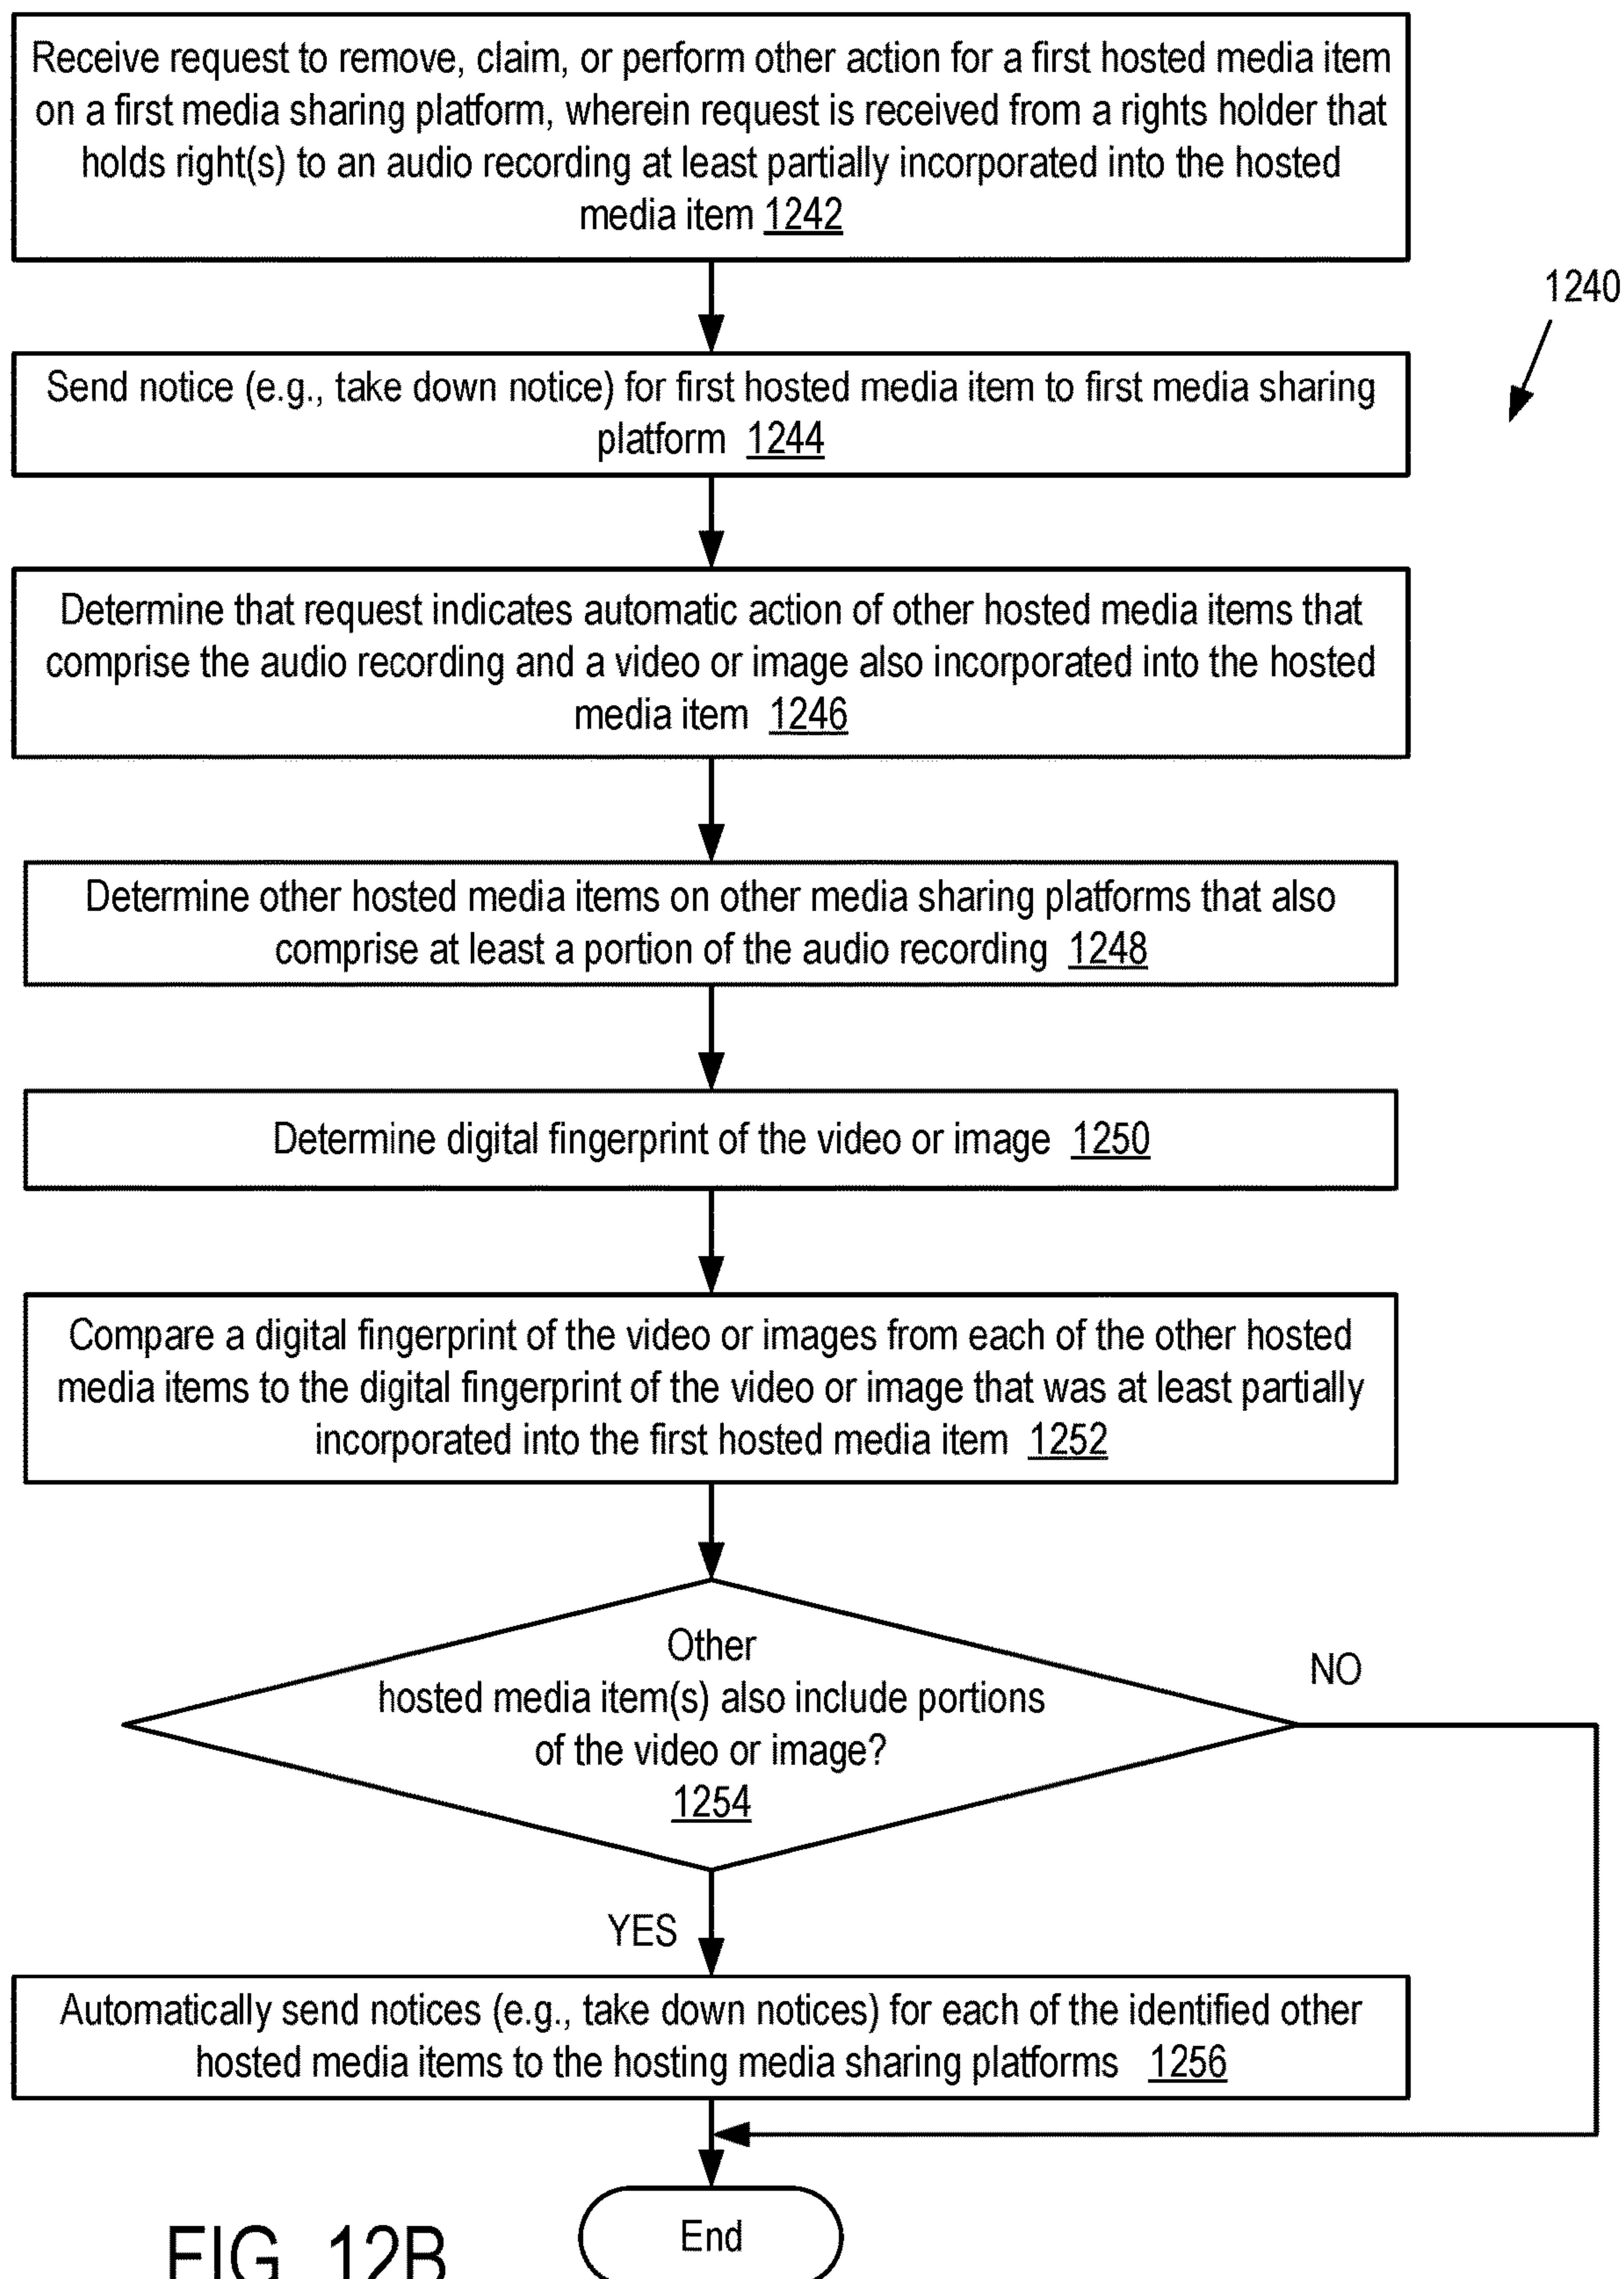 Receive request to remove, claim, or perform other action for a first hosted media item
on a first media sharing platform, wherein request is received from a rights holder that
holds right(s) to an audio recording at least partially incorporated into the hosted
media item 1242
1240
Send notice (e.g., take down notice) for first hosted media item to first media sharing
platform 1244
Determine that request indicates automatic action of other hosted media items that
comprise the audio recording and a video or image also incorporated into the hosted
media item 1246
Determine other hosted media items on other media sharing platforms that also
comprise at least a portion of the audio recording 1248
Determine digital fingerprint of the video or image 1250
Compare a digital fingerprint of the video or images from each of the other hosted
media items to the digital fingerprint of the video or image that was at least partially
incorporated into the first hosted media item 1252
Other
hosted media item(s) also include portions
of the video or image?
1254
NO
YES
Automatically send notices (e.g., take down notices) for each of the identified other
hosted media items to the hosting media sharing platforms 1256
End
FIG. 12B